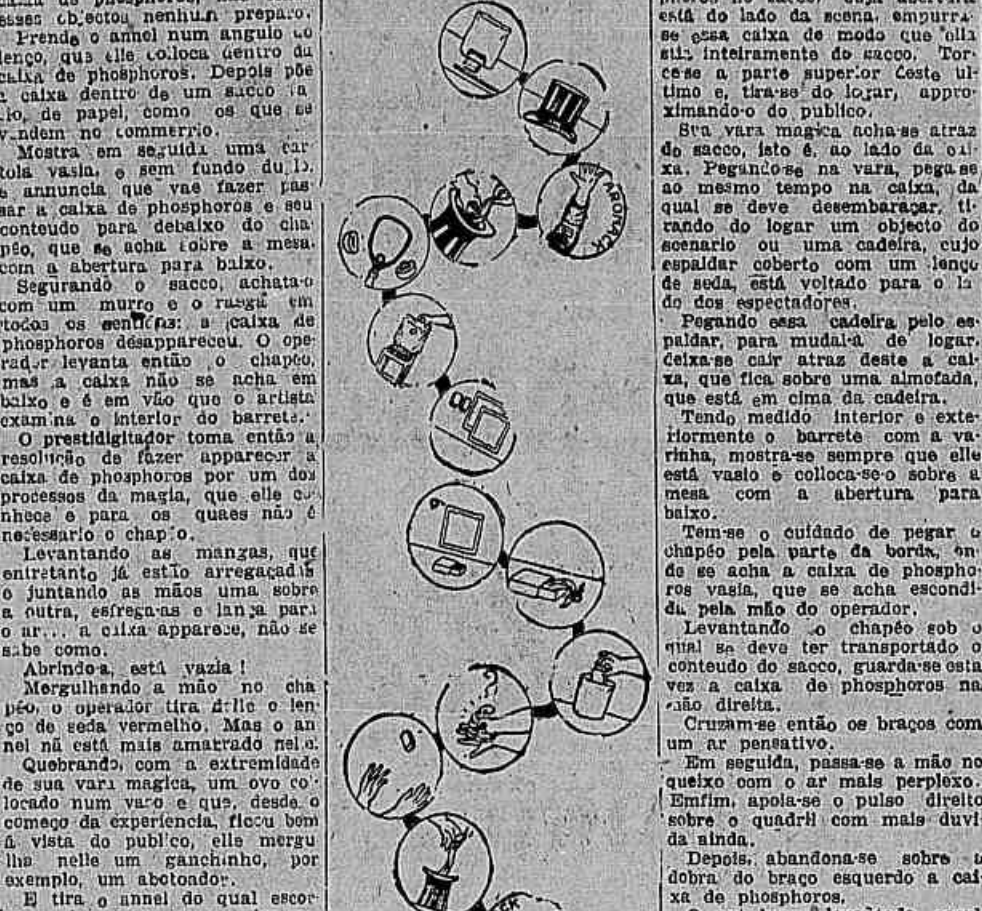 esses objectos nenhum preparo.
Prende o annel num angulo do
lenço, que elle colloca dentro da
caixa de phosphoros. Depois põe
a caixa dentro de um sacco
de papel, como os que se
vendem no commercio.
Mostra em seguida uma car
tola vasia, e sem fundo duplo,
e annuncia que vae fazer pas
sar a caixa de phosphoros e seu
conteudo para debaixo do cha
péo, que se acha sobre a mesa,
com a abertura para baixo.
Segurando o sacco, achata-o
com um murro e o rasga em
todos os sentidos: a caixa de
phosphoros desappareceu. O ope
rador levanta então o chapéo,
mas a caixa não se acha em
baixo e é em vão que o artista
examina o interior do barrete.
O prestidigitador toma então a
resolução de fazer apparecer a
caixa de phosphoros por um dos
processos da magia, que elle co
nhece e para os quaes não é
necessario o chapéo.
Levantando as mangas, que
entretanto já estão arregaçadas
e juntando as mãos uma sobre
a outra, esfrega-as e lança para
o ar... a caixa apparece, não se
sabe como.
Abrindo-a, está vazia !
Mergulhando a mão no cha
péo, o operador tira delle o len
ço de seda vermelho. Mas o an
nel nã está mais amarrado nelle.
Quebrando, com a extremidade
de sua vara magica, um ovo co
locado num vaso e que, desde o
começo da experiencia, ficou bem
á vista do publico, elle mergu
lha nelle um ganchinho, por
exemplo, um abotoador.
E tira o annel do qual escor-
ARDRACK
está do lado da scena, empurra-
se essa caixa de modo que ella
inteiramente do sacco. Tor-
ce-se a parte superior deste ul
timo e, tira-se do logar, appro-
ximando-o do publico.
Sua vara magica acha-se atraz
do sacco, isto é, ao lado da cai-
xa. Pegando-se na vara, pega-se
ao mesmo tempo na caixa, da
qual se deve desembaraçar, ti-
rando do logar um objecto do
scenario ou uma cadeira, cujo
espaldar coberto com um lenço
de seda, está voltado para o la
do dos espectadores.
Pegando essa cadeira pelo es-
paldar, para mudal-a de logar,
deixa-se cair atraz deste a cai-
xa, que fica sobre uma almofada,
que está em cima da cadeira.
Tendo medido interior e exte-
riormente o barrete com a va-
rinha, mostra-se sempre que elle
está vasio e colloca-se-o sobre a
mesa com a abertura para
baixo.
Tem-se o cuidado de pegar o
chapéo pela parte da borda, on-
de se acha a caixa de phospho-
ros vasia, que se acha escondi-
da pela mão do operador.
Levantando o chapéo sob o
qual se deve ter transportado o
conteudo do sacco, guarda-se esta
vez a caixa de phosphoros na
mão direita.
Cruzam-se então os braços com
um ar pensativo.
Em seguida, passa-se a mão no
queixo com o ar mais perplexo.
Emfim, apoia-se o pulso direito
sobre o quadril com mais duvi
da ainda.
Depois, abandona-se sobre a
dobra do braço esquerdo a cai-
xa de phosphoros.